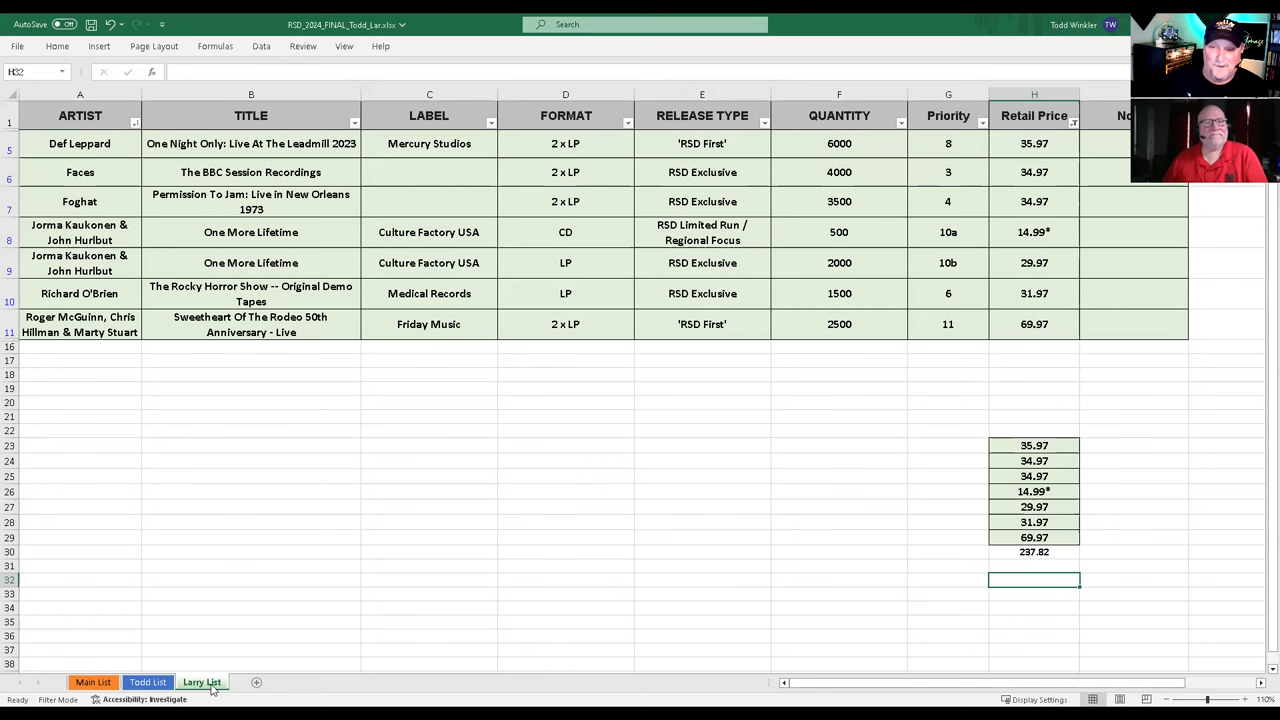 AutoSave Off RSD_2024_FINAL_Todd_Lar.xlsx Search Todd Winkler TW
File Home Insert Page Layout Formulas Data Review View Help
H32 fx
A B C D E F G H
1 ARTIST TITLE LABEL FORMAT RELEASE TYPE QUANTITY Priority Retail Price
5 Def Leppard One Night Only: Live At The Leadmill 2023 Mercury Studios 2 x LP 'RSD First' 6000 8 35.97
6 Faces The BBC Session Recordings 2 x LP RSD Exclusive 4000 3 34.97
Permission To Jam: Live in New Orleans
7 Foghat 2 x LP RSD Exclusive 3500 4 34.97
1973
Jorma Kaukonen & RSD Limited Run /
8 One More Lifetime Culture Factory USA CD 500 10a 14.99*
John Hurlbut Regional Focus
Jorma Kaukonen &
9 One More Lifetime Culture Factory USA LP RSD Exclusive 2000 10b 29.97
John Hurlbut
The Rocky Horror Show -- Original Demo
10 Richard O'Brien Medical Records LP RSD Exclusive 1500 6 31.97
Tapes
Roger McGuinn, Chris Sweetheart Of The Rodeo 50th
11 Friday Music 2 x LP 'RSD First' 2500 11 69.97
Hillman & Marty Stuart Anniversary - Live
16
17
18
19
20
21
22
23 35.97
24 34.97
25 34.97
26 14.99*
27 29.97
28 31.97
29 69.97
30 237.82
31
32
33
34
35
36
37
38
Main List Todd List Larry List
Ready Filter Mode Accessibility: Investigate Display Settings 110%